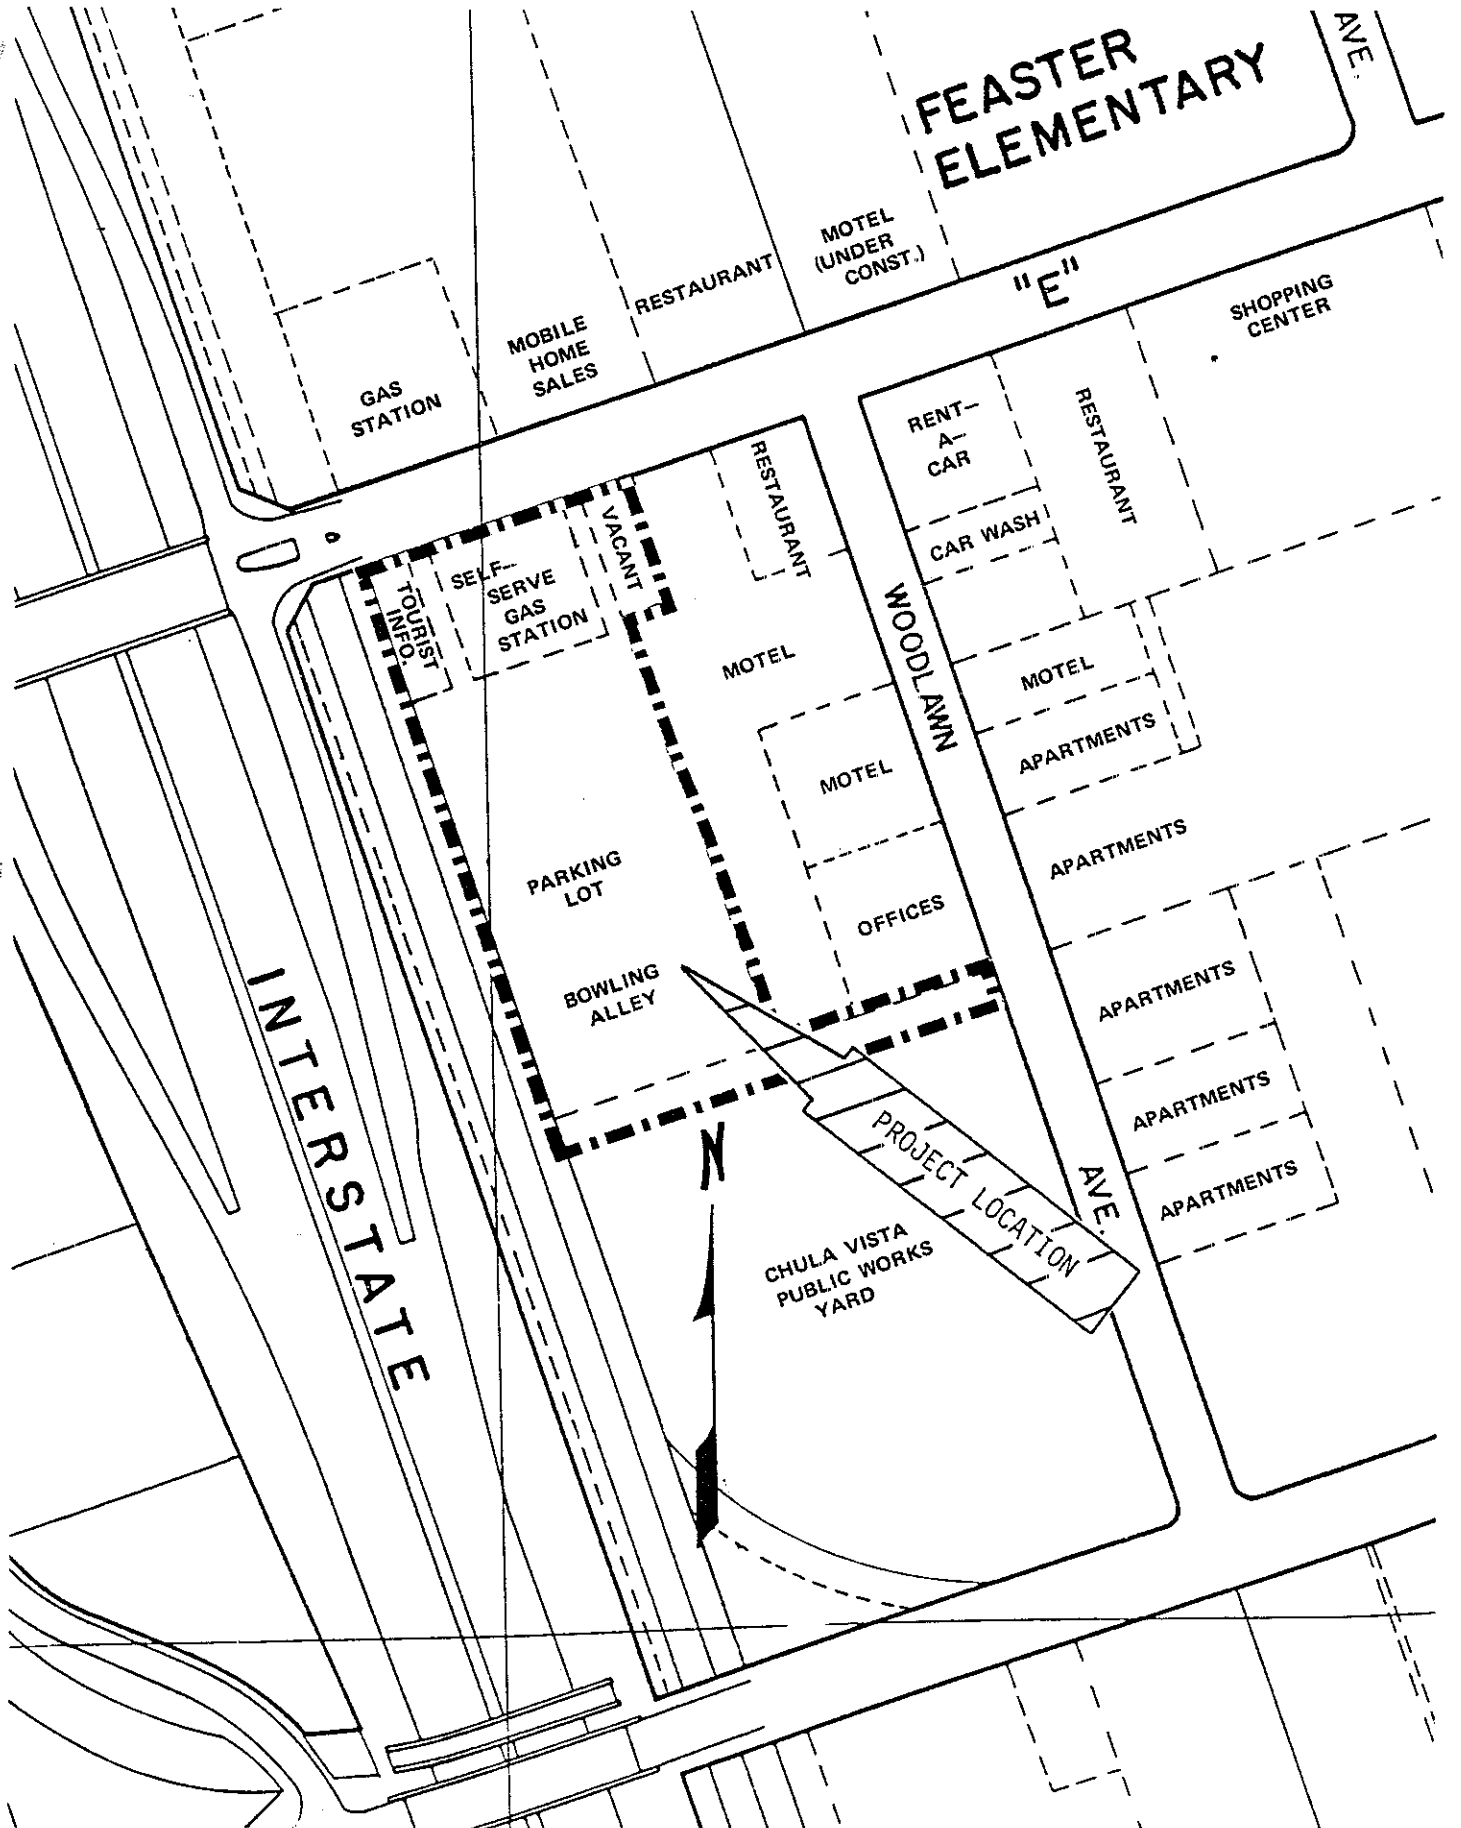 AVE.
FEASTER
ELEMENTARY
MOTEL
(UNDER
CONST.)
"E"
RESTAURANT
SHOPPING
CENTER
MOBILE
HOME
SALES
GAS
STATION
RENT–
A–
CAR
RESTAURANT
RESTAURANT
CAR WASH
VACANT
SELF–
SERVE
GAS
STATION
TOURIST
INFO.
WOODLAWN
MOTEL
MOTEL
APARTMENTS
MOTEL
APARTMENTS
PARKING
LOT
OFFICES
BOWLING
ALLEY
APARTMENTS
INTERSTATE
APARTMENTS
N
PROJECT LOCATION
AVE.
APARTMENTS
CHULA VISTA
PUBLIC WORKS
YARD